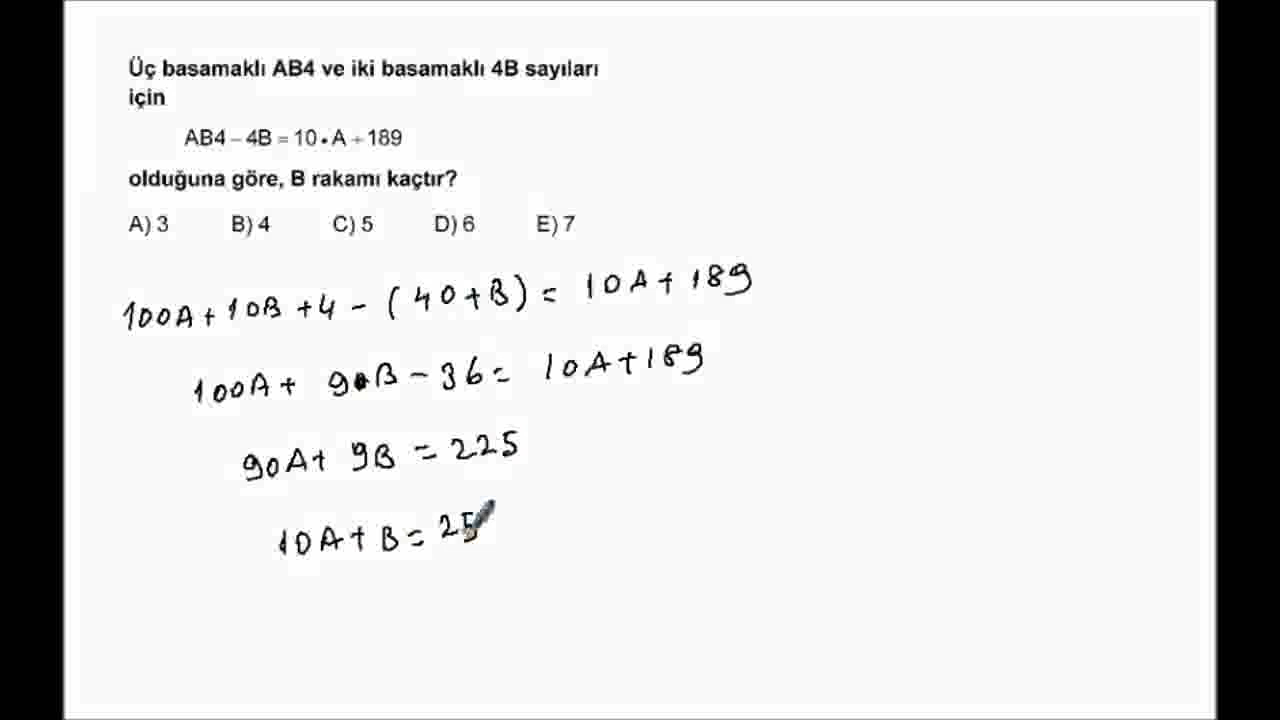 Üç basamaklı AB4 ve iki basamaklı 4B sayıları
için
AB4 – 4B = 10 • A + 189
olduğuna göre, B rakamı kaçtır?
A) 3 B) 4 C) 5 D) 6 E) 7
100A + 10B + 4 - (40 + B) = 10A + 189
100A + 9B - 36 = 10A + 189
90A + 9B = 225
10A + B = 25